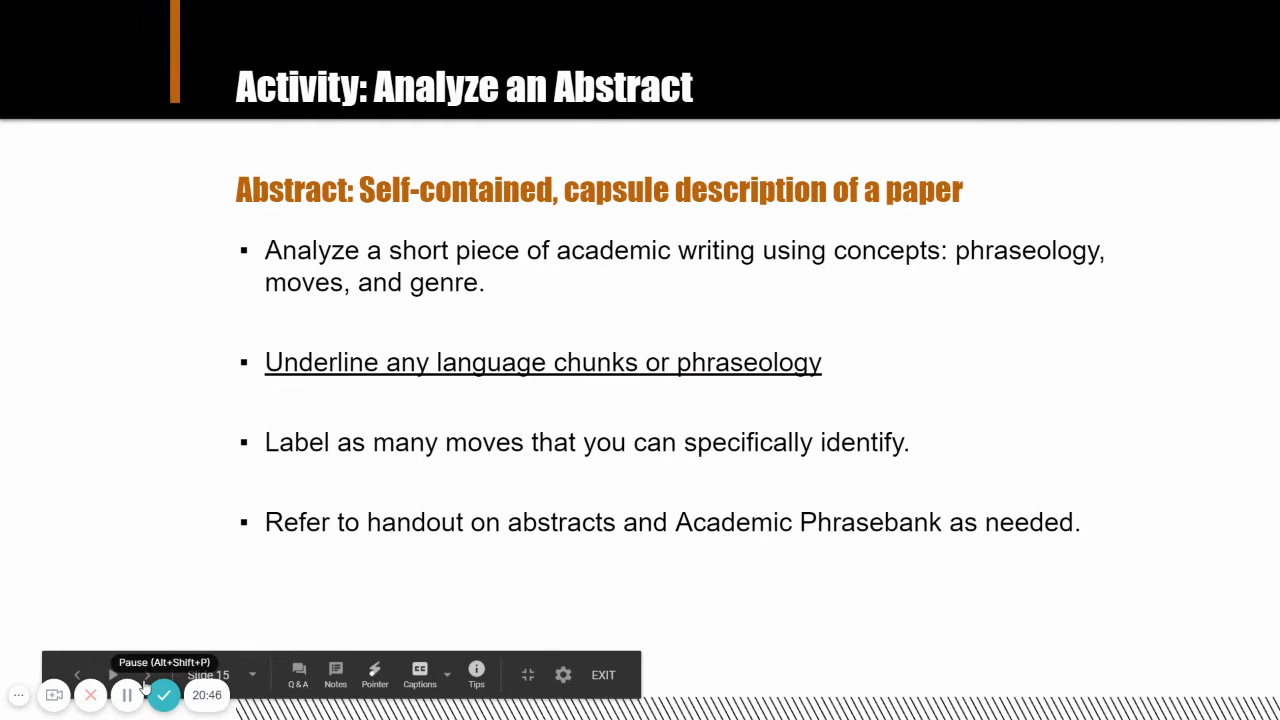 Activity: Analyze an Abstract
Abstract: Self-contained, capsule description of a paper
▪ Analyze a short piece of academic writing using concepts: phraseology,
moves, and genre.
▪ Underline any language chunks or phraseology
▪ Label as many moves that you can specifically identify.
▪ Refer to handout on abstracts and Academic Phrasebank as needed.
Pause (Alt+Shift+P)
Slide 15
Q & A
Notes
Pointer
CC
Captions
Tips
EXIT
20:46